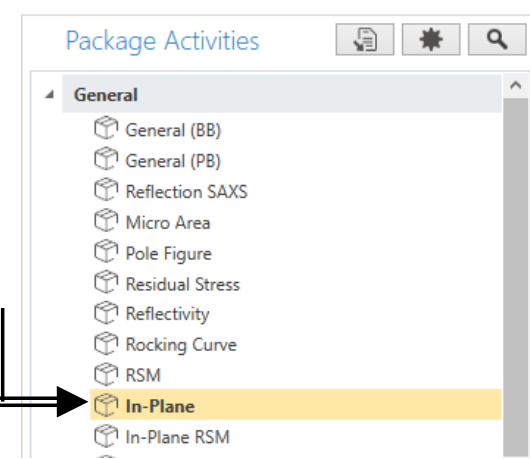 Package Activities
General
General (BB)
General (PB)
Reflection SAXS
Micro Area
Pole Figure
Residual Stress
Reflectivity
Rocking Curve
RSM
In-Plane
In-Plane RSM